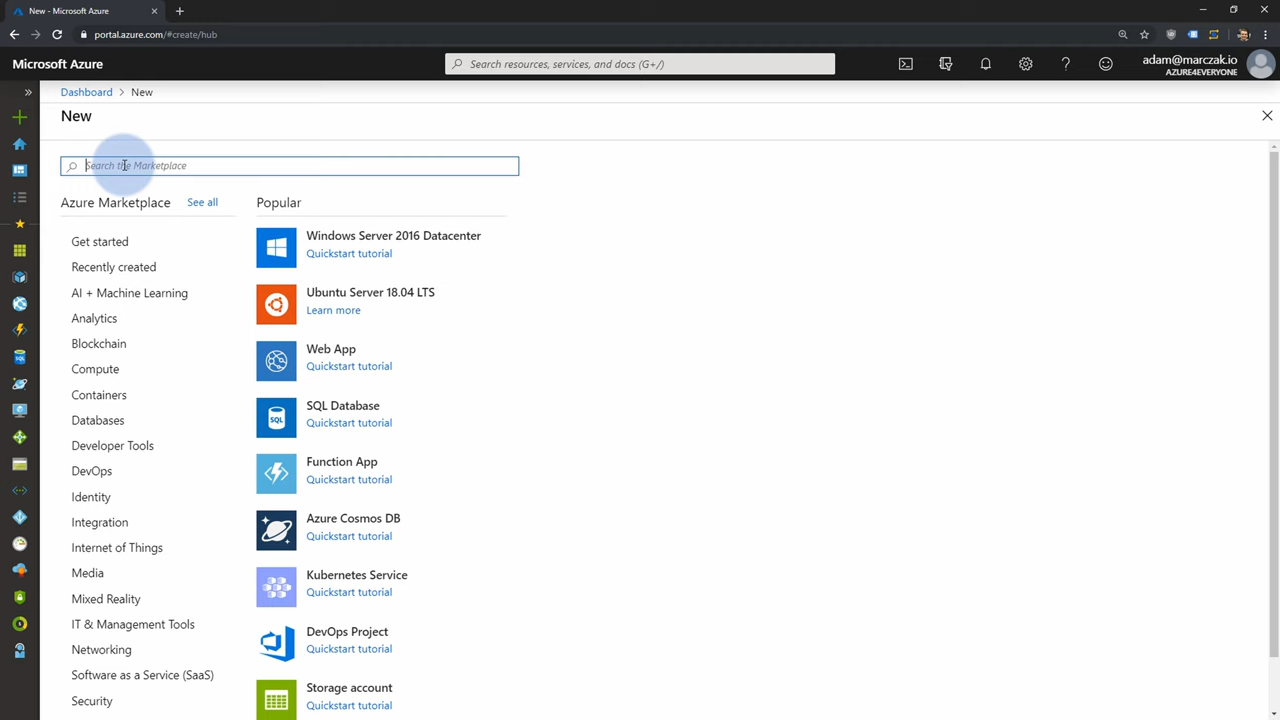 New - Microsoft Azure
portal.azure.com/#create/hub
Microsoft Azure
Search resources, services, and docs (G+/)
adam@marczak.io
AZURE4EVERYONE
Dashboard > New
New
Search the Marketplace
Azure Marketplace See all
Get started
Recently created
AI + Machine Learning
Analytics
Blockchain
Compute
Containers
Databases
Developer Tools
DevOps
Identity
Integration
Internet of Things
Media
Mixed Reality
IT & Management Tools
Networking
Software as a Service (SaaS)
Security
Popular
Windows Server 2016 Datacenter
Quickstart tutorial
Ubuntu Server 18.04 LTS
Learn more
Web App
Quickstart tutorial
SQL
SQL Database
Quickstart tutorial
Function App
Quickstart tutorial
Azure Cosmos DB
Quickstart tutorial
Kubernetes Service
Quickstart tutorial
DevOps Project
Quickstart tutorial
Storage account
Quickstart tutorial